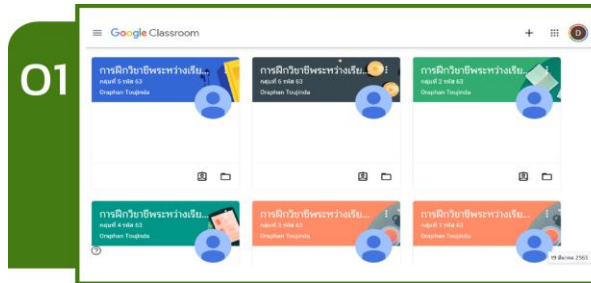 01
Google Classroom
D
การฝึกวิชาชีพระหว่างเรีย...
กลุ่มที่ 5 รหัส 63
Oraphan Toujinda
การฝึกวิชาชีพระหว่างเรีย...
กลุ่มที่ 6 รหัส 63
Oraphan Toujinda
การฝึกวิชาชีพระหว่างเรีย...
กลุ่มที่ 2 รหัส 63
Oraphan Toujinda
การฝึกวิชาชีพระหว่างเรีย...
กลุ่มที่ 4 รหัส 63
Oraphan Toujinda
การฝึกวิชาชีพระหว่างเรีย...
กลุ่มที่ 3 รหัส 63
Oraphan Toujinda
การฝึกวิชาชีพระหว่างเรีย...
กลุ่มที่ 1 รหัส 63
Oraphan Toujinda
19 มีนาคม 2565